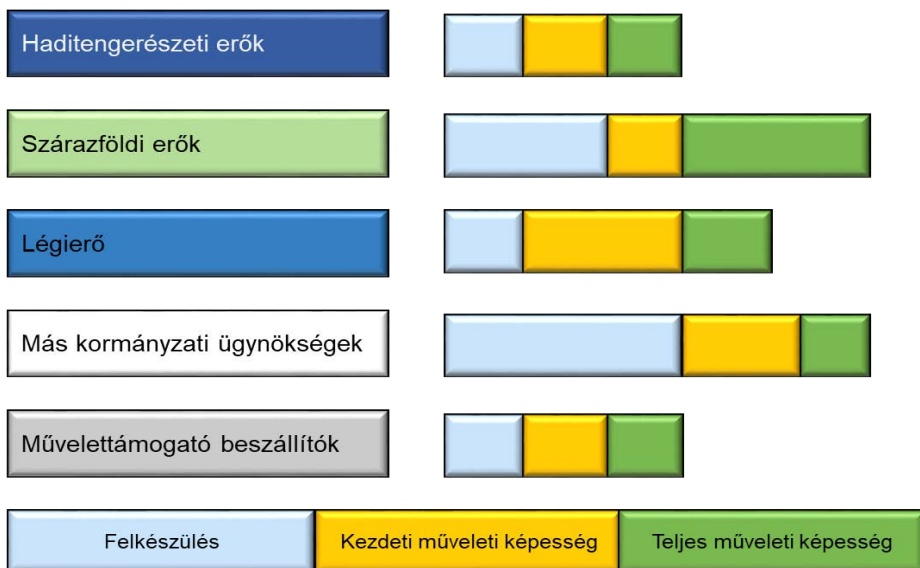 Haditengerészeti erők
Szárazföldi erők
Légierő
Más kormányzati ügynökségek
Művelettámogató beszállítók
Felkészülés
Kezdeti műveleti képesség
Teljes műveleti képesség